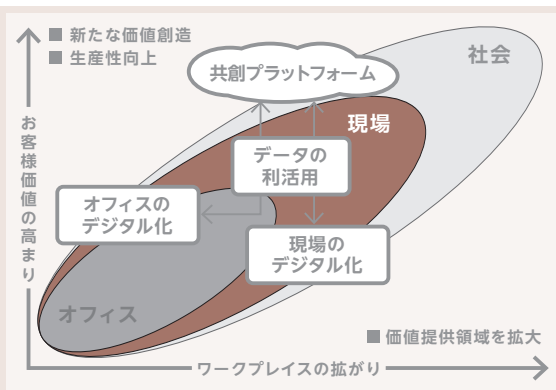 ■ 新たな価値創造
■ 生産性向上
社会
共創プラットフォーム
現場
データの
利活用
オフィスの
デジタル化
現場の
デジタル化
オフィス
お客様価値の高まり
■ 価値提供領域を拡大
ワークプレイスの拡がり